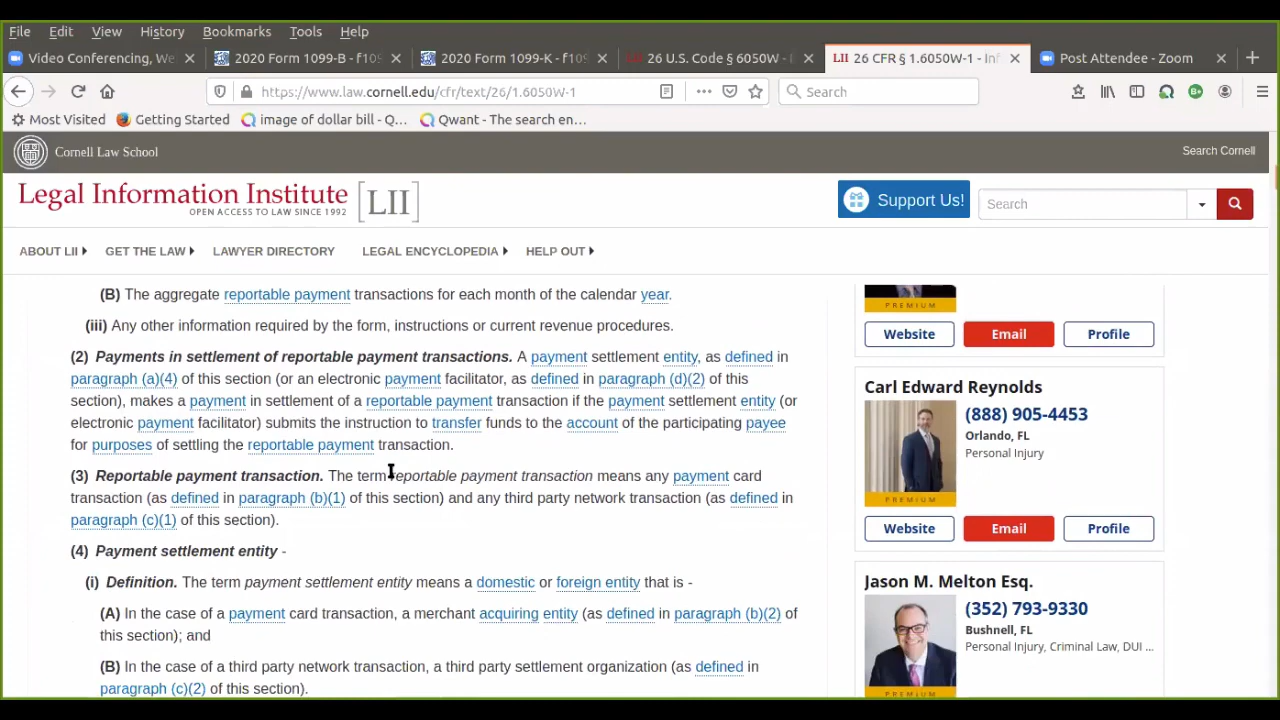 File Edit View History Bookmarks Tools Help
Video Conferencing, We
2020 Form 1099-B - f109
2020 Form 1099-K - f109
26 U.S. Code § 6050W -
LII 26 CFR § 1.6050W-1 - Inf
Post Attendee - Zoom
https://www.law.cornell.edu/cfr/text/26/1.6050W-1
Search
Most Visited Getting Started image of dollar bill - Q... Qwant - The search en...
Cornell Law School
Search Cornell
Legal Information Institute [LII]
OPEN ACCESS TO LAW SINCE 1992
Support Us!
Search
ABOUT LII GET THE LAW LAWYER DIRECTORY LEGAL ENCYCLOPEDIA HELP OUT
(B) The aggregate reportable payment transactions for each month of the calendar year.
(iii) Any other information required by the form, instructions or current revenue procedures.
(2) Payments in settlement of reportable payment transactions. A payment settlement entity, as defined in
paragraph (a)(4) of this section (or an electronic payment facilitator, as defined in paragraph (d)(2) of this
section), makes a payment in settlement of a reportable payment transaction if the payment settlement entity (or
electronic payment facilitator) submits the instruction to transfer funds to the account of the participating payee
for purposes of settling the reportable payment transaction.
(3) Reportable payment transaction. The term reportable payment transaction means any payment card
transaction (as defined in paragraph (b)(1) of this section) and any third party network transaction (as defined in
paragraph (c)(1) of this section).
(4) Payment settlement entity -
(i) Definition. The term payment settlement entity means a domestic or foreign entity that is -
(A) In the case of a payment card transaction, a merchant acquiring entity (as defined in paragraph (b)(2) of
this section); and
(B) In the case of a third party network transaction, a third party settlement organization (as defined in
paragraph (c)(2) of this section).
PREMIUM
Website Email Profile
Carl Edward Reynolds
(888) 905-4453
Orlando, FL
Personal Injury
PREMIUM
Website Email Profile
Jason M. Melton Esq.
(352) 793-9330
Bushnell, FL
Personal Injury, Criminal Law, DUI ...
PREMIUM